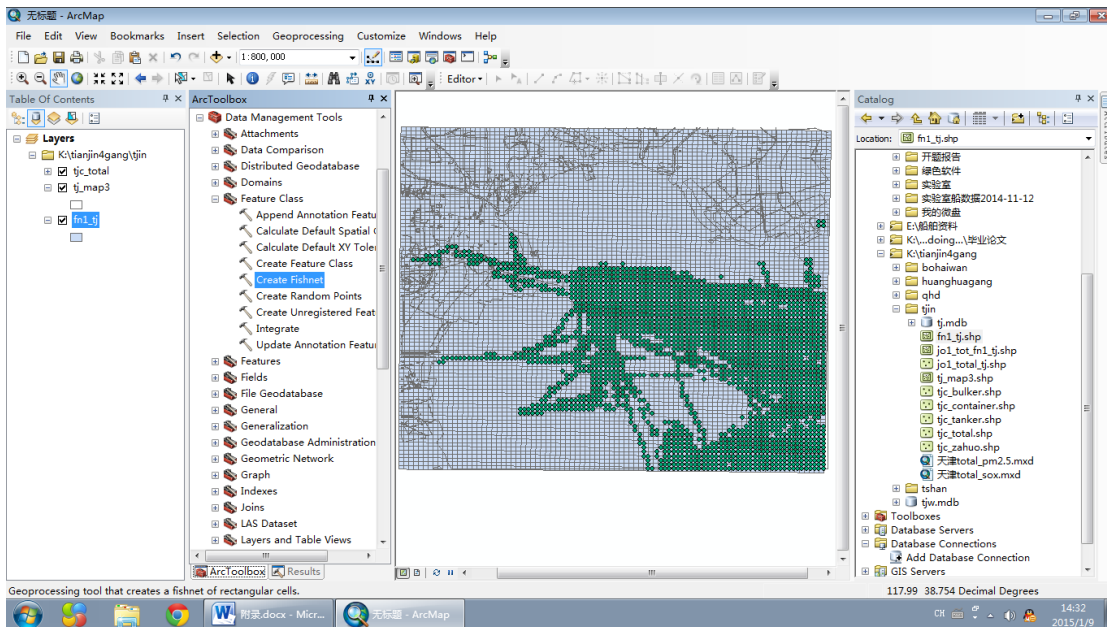 无标题 - ArcMap
File Edit View Bookmarks Insert Selection Geoprocessing Customize Windows Help
1:800,000
Editor
Table Of Contents
Layers
K:\tianjin4gang\tjin
tjc_total
tj_map3
fn1_tj
ArcToolbox
Data Management Tools
Attachments
Data Comparison
Distributed Geodatabase
Domains
Feature Class
Append Annotation Featu
Calculate Default Spatial
Calculate Default XY Toler
Create Feature Class
Create Fishnet
Create Random Points
Create Unregistered Feat
Integrate
Update Annotation Featur
Features
Fields
File Geodatabase
General
Generalization
Geodatabase Administration
Geometric Network
Graph
Indexes
Joins
LAS Dataset
Layers and Table Views
ArcToolbox Results
Catalog
Location: fn1_tj.shp
开题报告
绿色软件
实验室
实验室船数据2014-11-12
我的微盘
E:\船舶资料
K:\...doing...\毕业论文
K:\tianjin4gang
bohaiwan
huanghuagang
qhd
tjin
tj.mdb
fn1_tj.shp
jo1_tot_fn1_tj.shp
jo1_total_tj.shp
tj_map3.shp
tjc_bulker.shp
tjc_container.shp
tjc_tanker.shp
tjc_total.shp
tjc_zahuo.shp
天津total_pm2.5.mxd
天津total_sox.mxd
tshan
tjw.mdb
Toolboxes
Database Servers
Database Connections
Add Database Connection
GIS Servers
Geoprocessing tool that creates a fishnet of rectangular cells.
117.99 38.754 Decimal Degrees
附录.docx - Micr...
无标题 - ArcMap
CH
14:32
2015/1/9